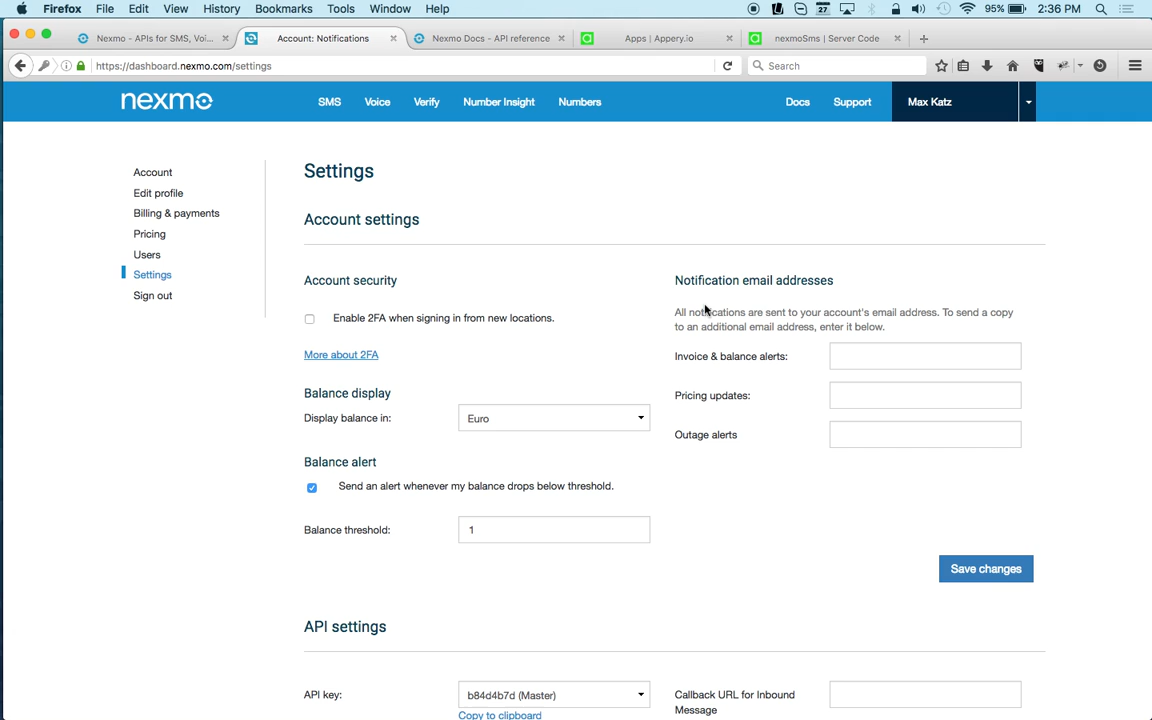 Firefox File Edit View History Bookmarks Tools Window Help 27 95% 2:36 PM
Nexmo - APIs for SMS, Voi... Account: Notifications Nexmo Docs - API reference Apps | Appery.io nexmoSms | Server Code
https://dashboard.nexmo.com/settings Search
nexmo SMS Voice Verify Number Insight Numbers Docs Support Max Katz
Account
Edit profile
Billing & payments
Pricing
Users
Settings
Sign out
Settings
Account settings
Account security
Enable 2FA when signing in from new locations.
More about 2FA
Balance display
Display balance in: Euro
Balance alert
Send an alert whenever my balance drops below threshold.
Balance threshold: 1
Notification email addresses
All notifications are sent to your account's email address. To send a copy
to an additional email address, enter it below.
Invoice & balance alerts:
Pricing updates:
Outage alerts
Save changes
API settings
API key: b84d4b7d (Master)
Copy to clipboard
Callback URL for Inbound
Message